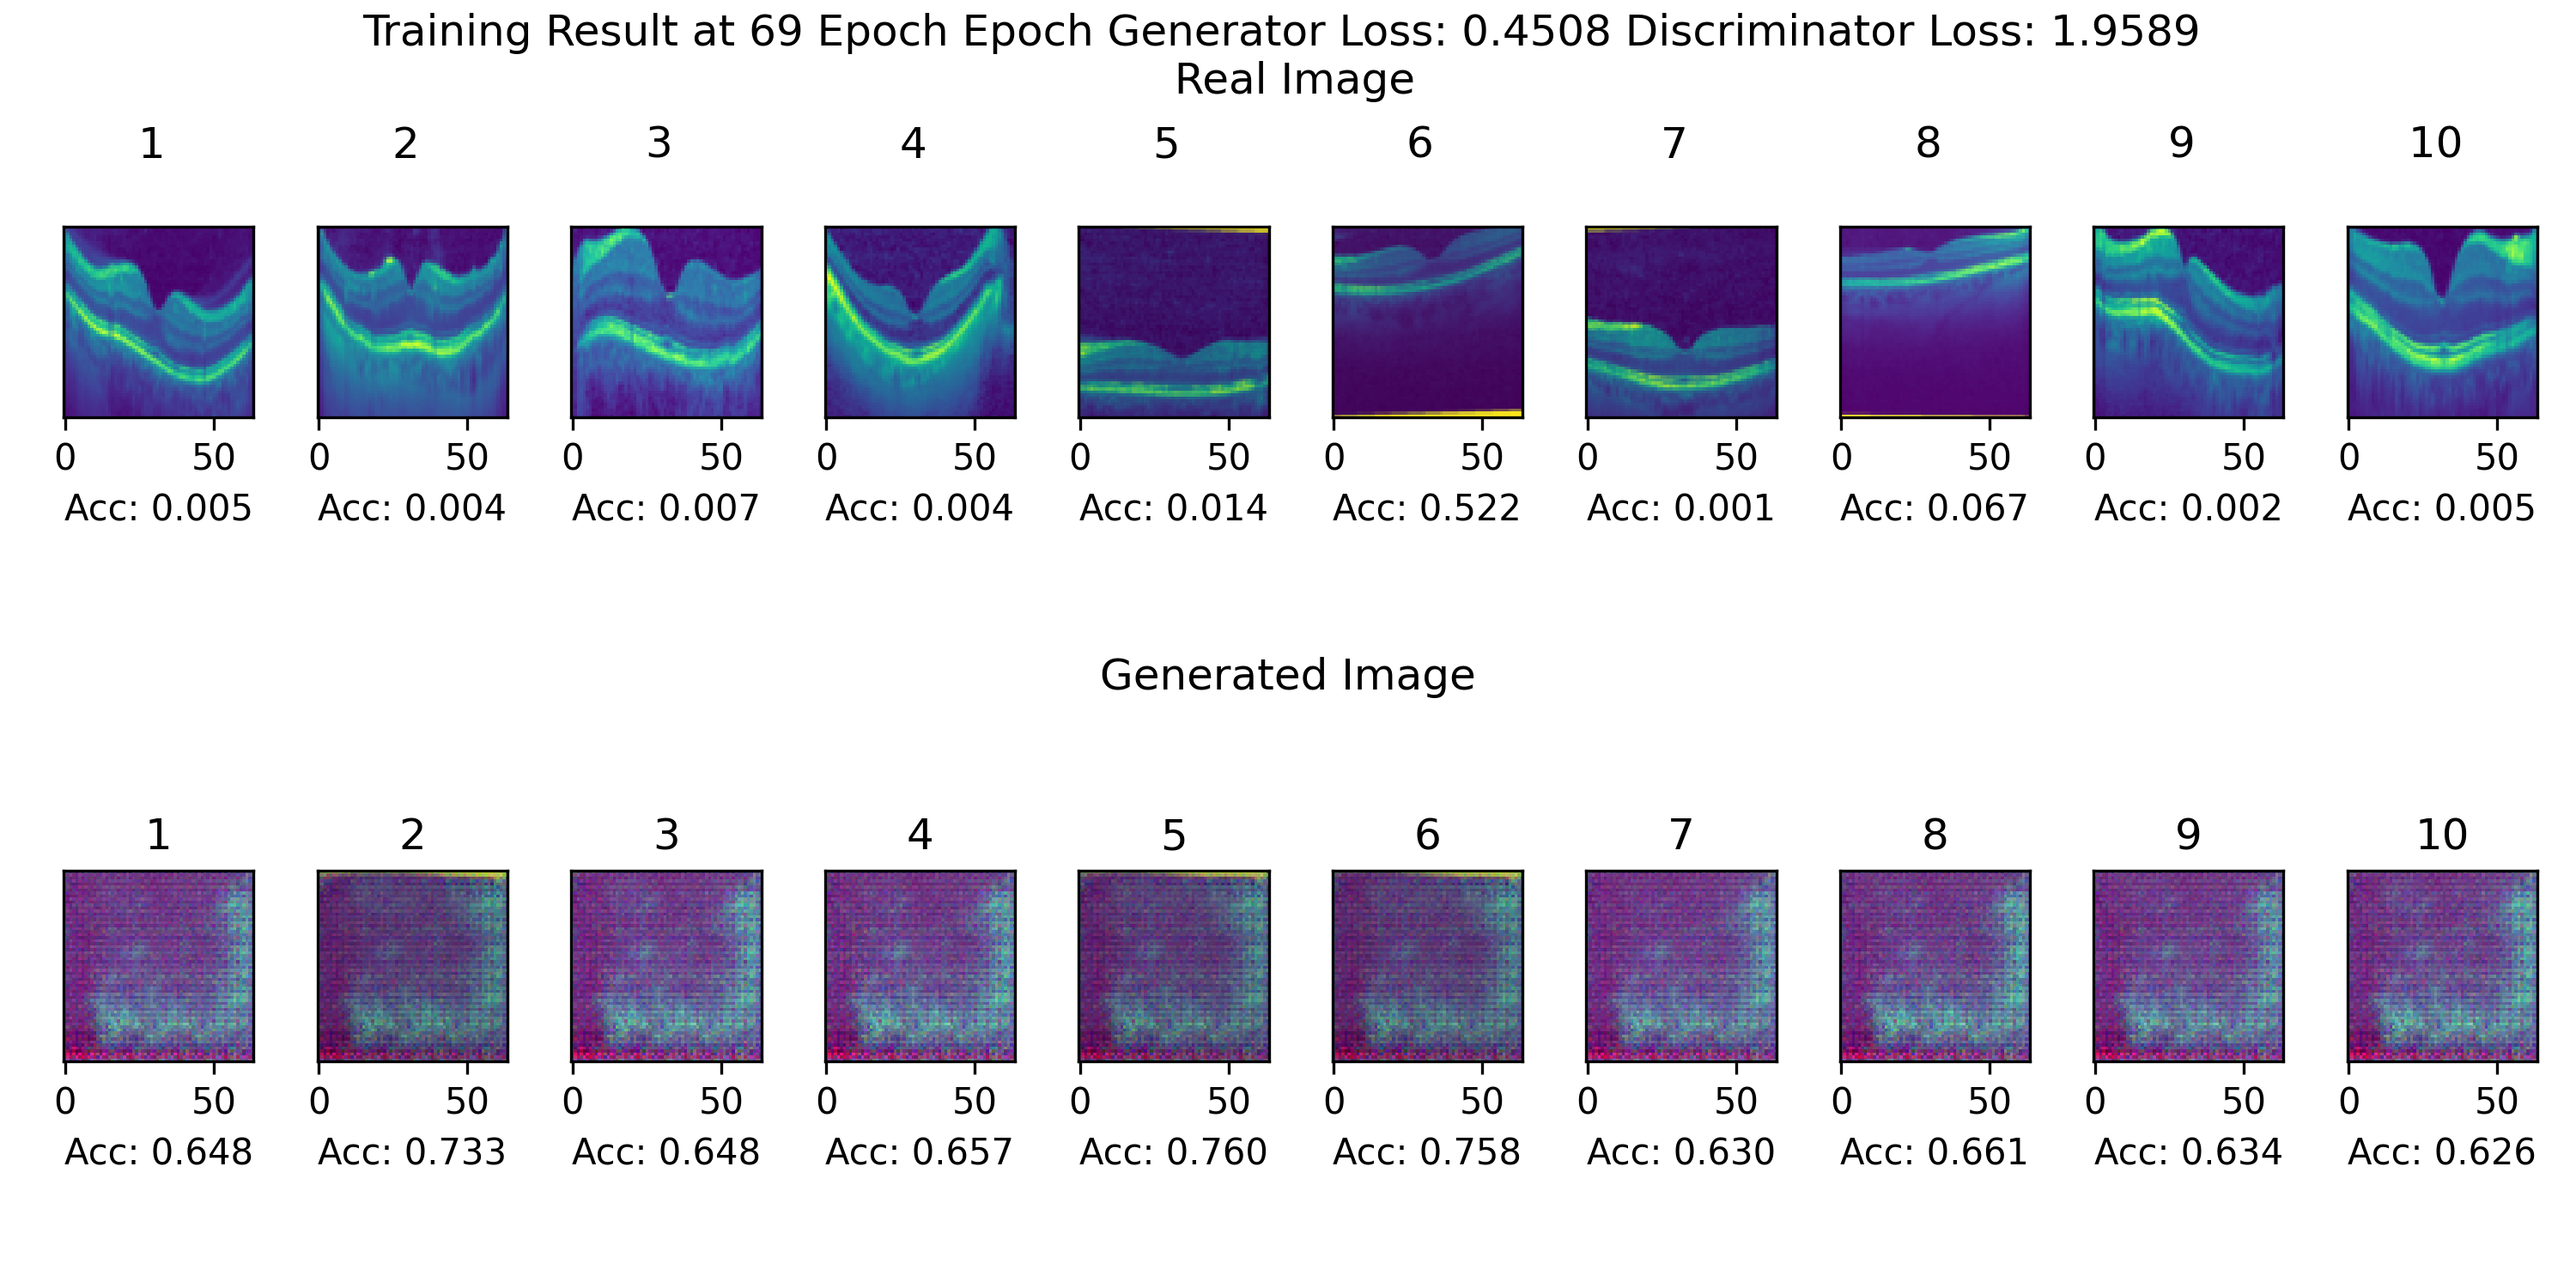 Training Result at 69 Epoch Epoch Generator Loss: 0.4508 Discriminator Loss: 1.9589
Real Image
1 2 3 4 5 6 7 8 9 10
0 50 0 50 0 50 0 50 0 50 0 50 0 50 0 50 0 50 0 50
Acc: 0.005 Acc: 0.004 Acc: 0.007 Acc: 0.004 Acc: 0.014 Acc: 0.522 Acc: 0.001 Acc: 0.067 Acc: 0.002 Acc: 0.005
Generated Image
1 2 3 4 5 6 7 8 9 10
0 50 0 50 0 50 0 50 0 50 0 50 0 50 0 50 0 50 0 50
Acc: 0.648 Acc: 0.733 Acc: 0.648 Acc: 0.657 Acc: 0.760 Acc: 0.758 Acc: 0.630 Acc: 0.661 Acc: 0.634 Acc: 0.626